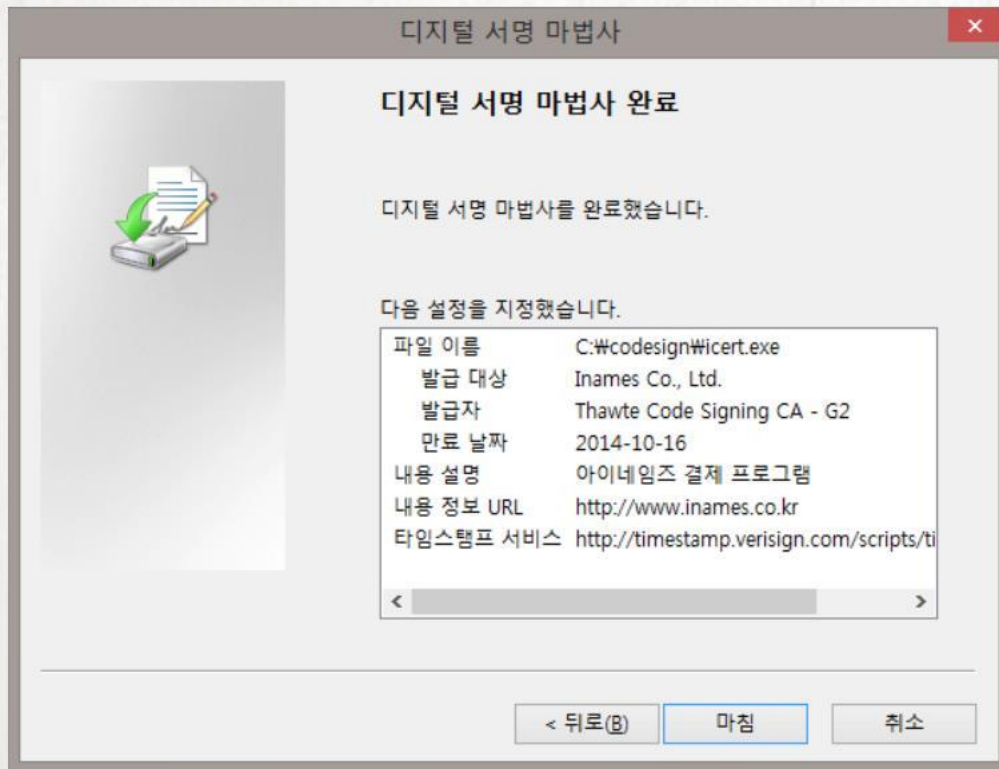 디지털 서명 마법사
디지털 서명 마법사 완료
디지털 서명 마법사를 완료했습니다.
다음 설정을 지정했습니다.
파일 이름 C:₩codesign₩icert.exe
발급 대상 Inames Co., Ltd.
발급자 Thawte Code Signing CA - G2
만료 날짜 2014-10-16
내용 설명 아이네임즈 결제 프로그램
내용 정보 URL http://www.inames.co.kr
타임스탬프 서비스 http://timestamp.verisign.com/scripts/ti
< 뒤로(B) 마침 취소